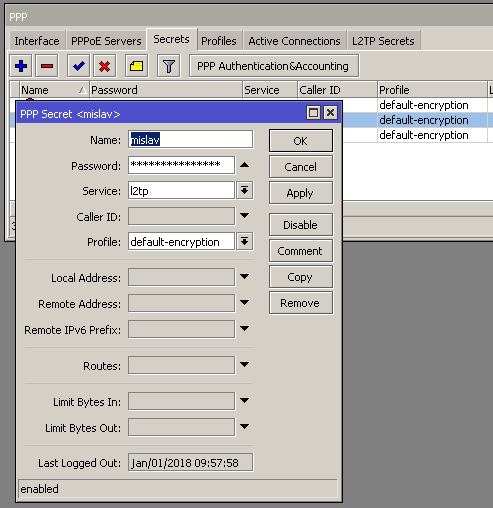 PPP
Interface PPPoE Servers Secrets Profiles Active Connections L2TP Secrets
PPP Authentication&Accounting
Name Password Service Caller ID Profile
default-encryption
default-encryption
default-encryption
PPP Secret <mislav>
Name: mislav OK
Password: *************** Cancel
Service: l2tp Apply
Caller ID: Disable
Profile: default-encryption Comment
Local Address: Copy
Remote Address: Remove
Remote IPv6 Prefix:
Routes:
Limit Bytes In:
Limit Bytes Out:
Last Logged Out: Jan/01/2018 09:57:58
enabled